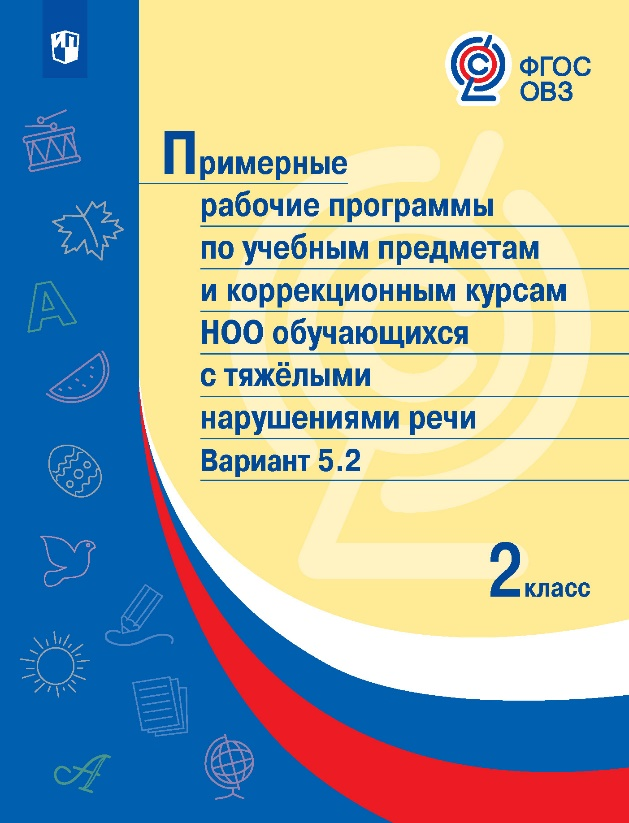 ИП
ФГОС
ОВЗ
Примерные
рабочие программы
по учебным предметам
и коррекционным курсам
НОО обучающихся
с тяжёлыми
нарушениями речи
Вариант 5.2
2 класс
А
А